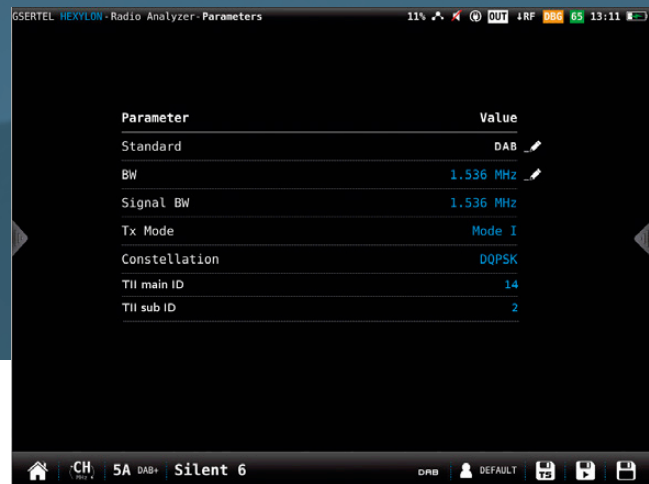 GSERTEL HEXYLON-Radio Analyzer-Parameters 11% OUT ↓RF DBG 65 13:11
Parameter Value
Standard DAB
BW 1.536 MHz
Signal BW 1.536 MHz
Tx Mode Mode I
Constellation DQPSK
TII main ID 14
TII sub ID 2
CH MHz 5A DAB+ Silent 6 DAB DEFAULT TS